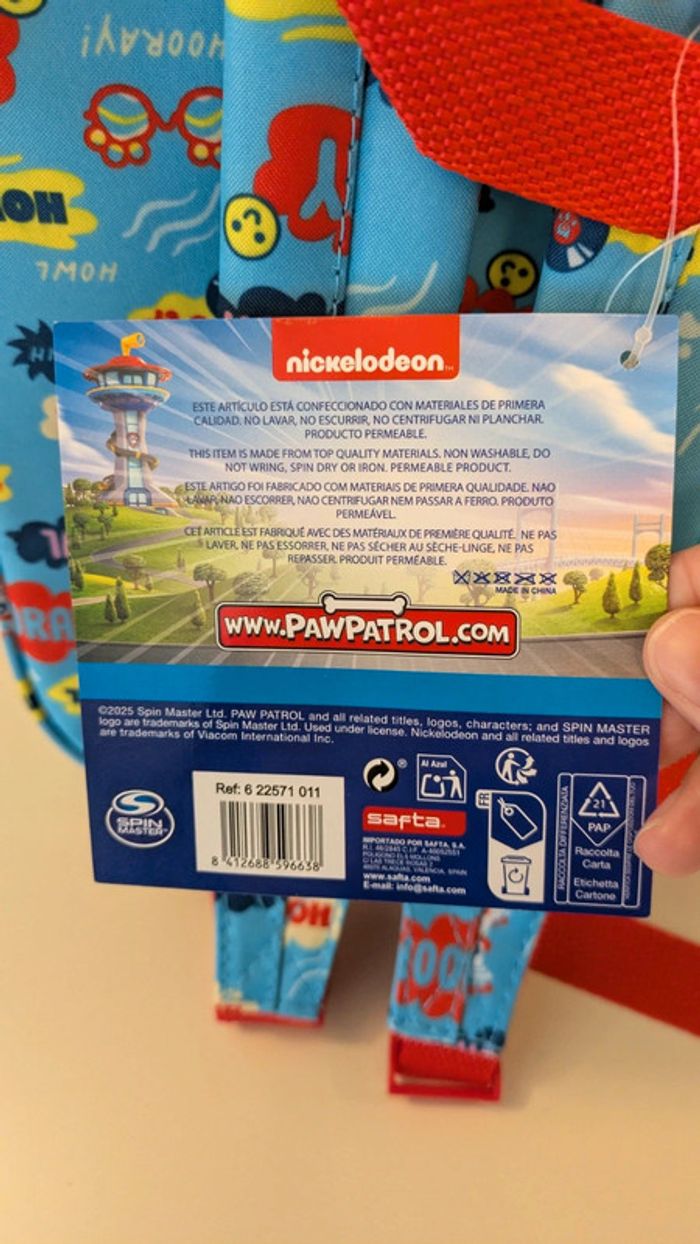 HOORAY!
HOWL
nickelodeon
ESTE ARTÍCULO ESTÁ CONFECCIONADO CON MATERIALES DE PRIMERA
CALIDAD. NO LAVAR, NO ESCURRIR, NO CENTRIFUGAR NI PLANCHAR.
PRODUCTO PERMEABLE.
THIS ITEM IS MADE FROM TOP QUALITY MATERIALS. NON WASHABLE, DO
NOT WRING, SPIN DRY OR IRON. PERMEABLE PRODUCT.
ESTE ARTIGO FOI FABRICADO COM MATERIAIS DE PRIMEIRA QUALIDADE. NAO
LAVAR, NAO ESCORRER, NAO CENTRIFUGAR NEM PASSAR A FERRO. PRODUTO
PERMEÁVEL.
CET ARTICLE EST FABRIQUÉ AVEC DES MATÉRIAUX DE PREMIÈRE QUALITÉ. NE PAS
LAVER, NE PAS ESSORRER, NE PAS SÉCHER AU SÈCHE-LINGE, NE PAS
REPASSER. PRODUIT PERMÉABLE.
MADE IN CHINA
WWW.PAWPATROL.COM
©2025 Spin Master Ltd. PAW PATROL and all related titles, logos, characters; and SPIN MASTER
logo are trademarks of Spin Master Ltd. Used under license. Nickelodeon and all related titles and logos
are trademarks of Viacom International Inc.
SPIN
MASTER
Ref: 6 22571 011
8 412688 596638
Al Azul
safta.
IMPORTADO POR SAFTA, S.A.
www.safta.com
E-mail: info@safta.com
FR
RACCOLTA DIFFERENZIATA
21
PAP
Raccolta
Carta
Etichetta
Cartone